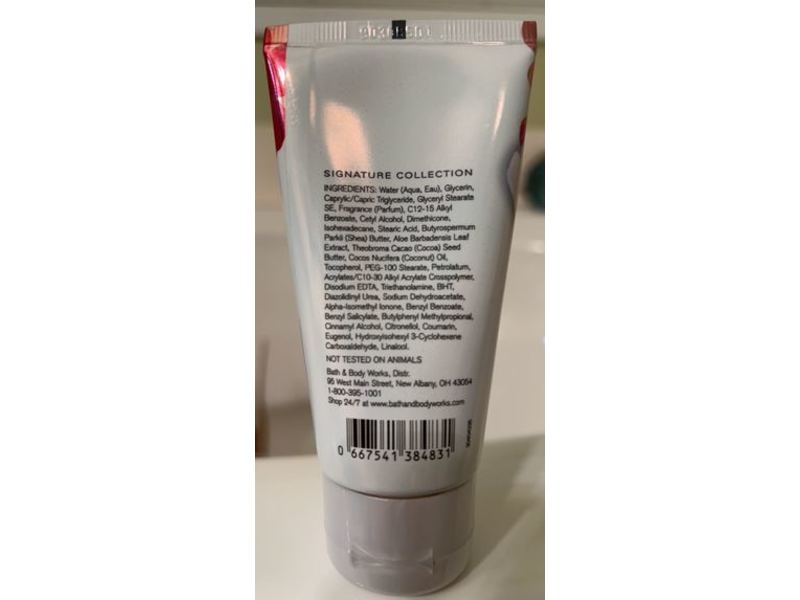 SIGNATURE COLLECTION
INGREDIENTS: Water (Aqua, Eau), Glycerin,
Caprylic/Capric Triglyceride, Glyceryl Stearate
SE, Fragrance (Parfum), C12-15 Alkyl
Benzoate, Cetyl Alcohol, Dimethicone,
Isohexadecane, Stearic Acid, Butyrospermum
Parkii (Shea) Butter, Aloe Barbadensis Leaf
Extract, Theobroma Cacao (Cocoa) Seed
Butter, Cocos Nucifera (Coconut) Oil,
Tocopherol, PEG-100 Stearate, Petrolatum,
Acrylates/C10-30 Alkyl Acrylate Crosspolymer,
Disodium EDTA, Triethanolamine, BHT,
Diazolidinyl Urea, Sodium Dehydroacetate,
Alpha-Isomethyl Ionone, Benzyl Benzoate,
Benzyl Salicylate, Butylphenyl Methylpropional,
Cinnamyl Alcohol, Citronellol, Coumarin,
Eugenol, Hydroxyisohexyl 3-Cyclohexene
Carboxaldehyde, Linalool.
NOT TESTED ON ANIMALS
Bath & Body Works, Distr.
95 West Main Street, New Albany, OH 43054
1-800-395-1001
Shop 24/7 at www.bathandbodyworks.com
0 667541 384831